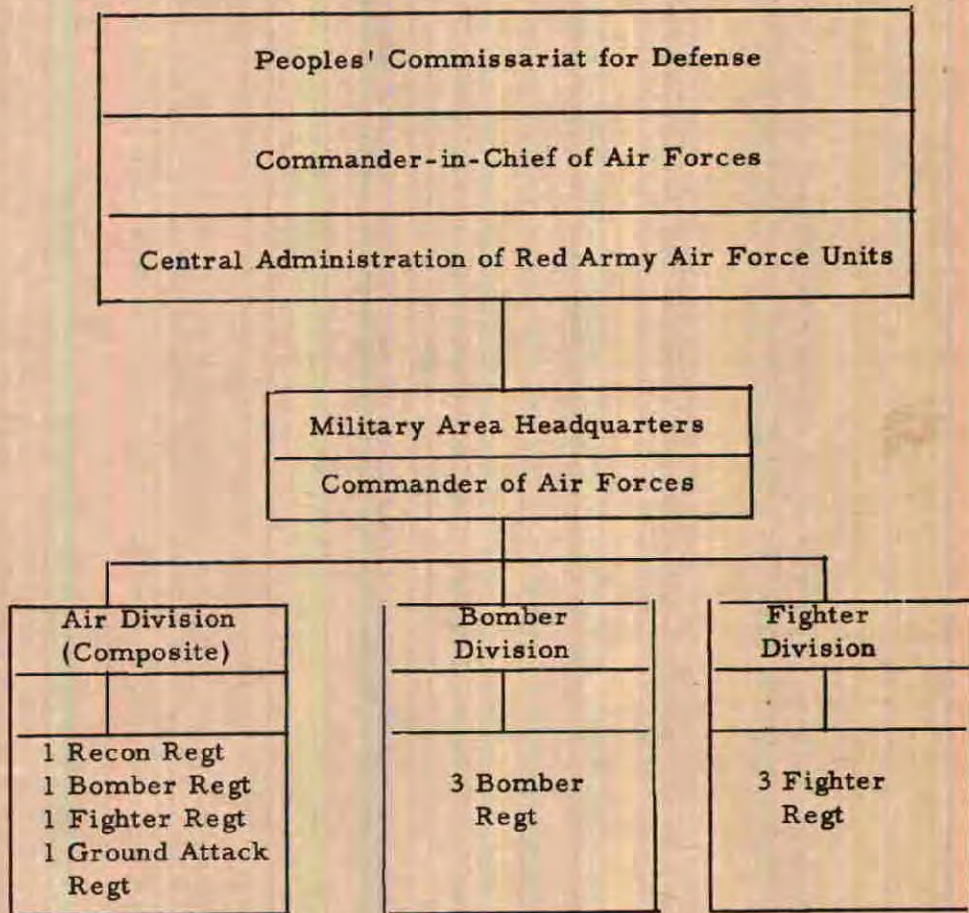 Peoples' Commissariat for Defense
Commander-in-Chief of Air Forces
Central Administration of Red Army Air Force Units
Military Area Headquarters
Commander of Air Forces
Air Division
(Composite)
1 Recon Regt
1 Bomber Regt
1 Fighter Regt
1 Ground Attack
Regt
Bomber
Division
3 Bomber
Regt
Fighter
Division
3 Fighter
Regt